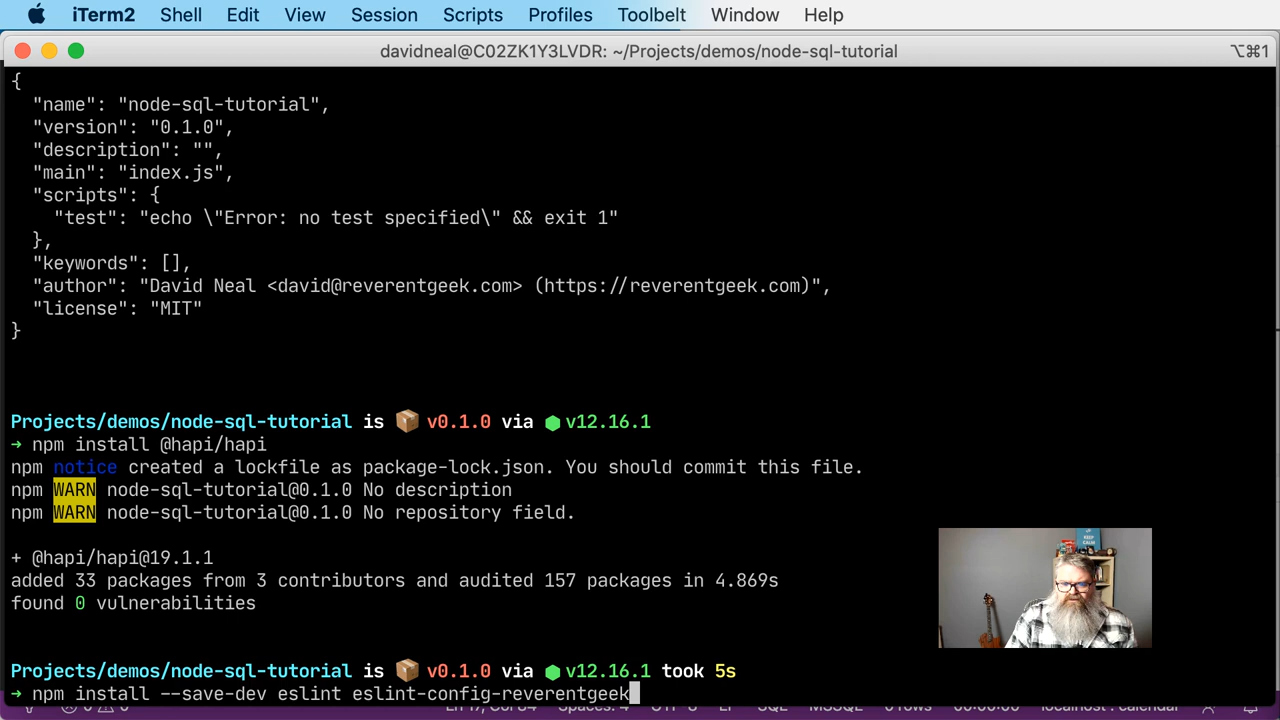 iTerm2 Shell Edit View Session Scripts Profiles Toolbelt Window Help
davidneal@C02ZK1Y3LVDR: ~/Projects/demos/node-sql-tutorial ⌥⌘1
{
  "name": "node-sql-tutorial",
  "version": "0.1.0",
  "description": "",
  "main": "index.js",
  "scripts": {
    "test": "echo \"Error: no test specified\" && exit 1"
  },
  "keywords": [],
  "author": "David Neal <david@reverentgeek.com> (https://reverentgeek.com)",
  "license": "MIT"
}
Projects/demos/node-sql-tutorial is 📦 v0.1.0 via ⬢ v12.16.1
➜ npm install @hapi/hapi
npm notice created a lockfile as package-lock.json. You should commit this file.
npm WARN node-sql-tutorial@0.1.0 No description
npm WARN node-sql-tutorial@0.1.0 No repository field.
+ @hapi/hapi@19.1.1
added 33 packages from 3 contributors and audited 157 packages in 4.869s
found 0 vulnerabilities
KEEP CALM
Projects/demos/node-sql-tutorial is 📦 v0.1.0 via ⬢ v12.16.1 took 5s
➜ npm install --save-dev eslint eslint-config-reverentgeek